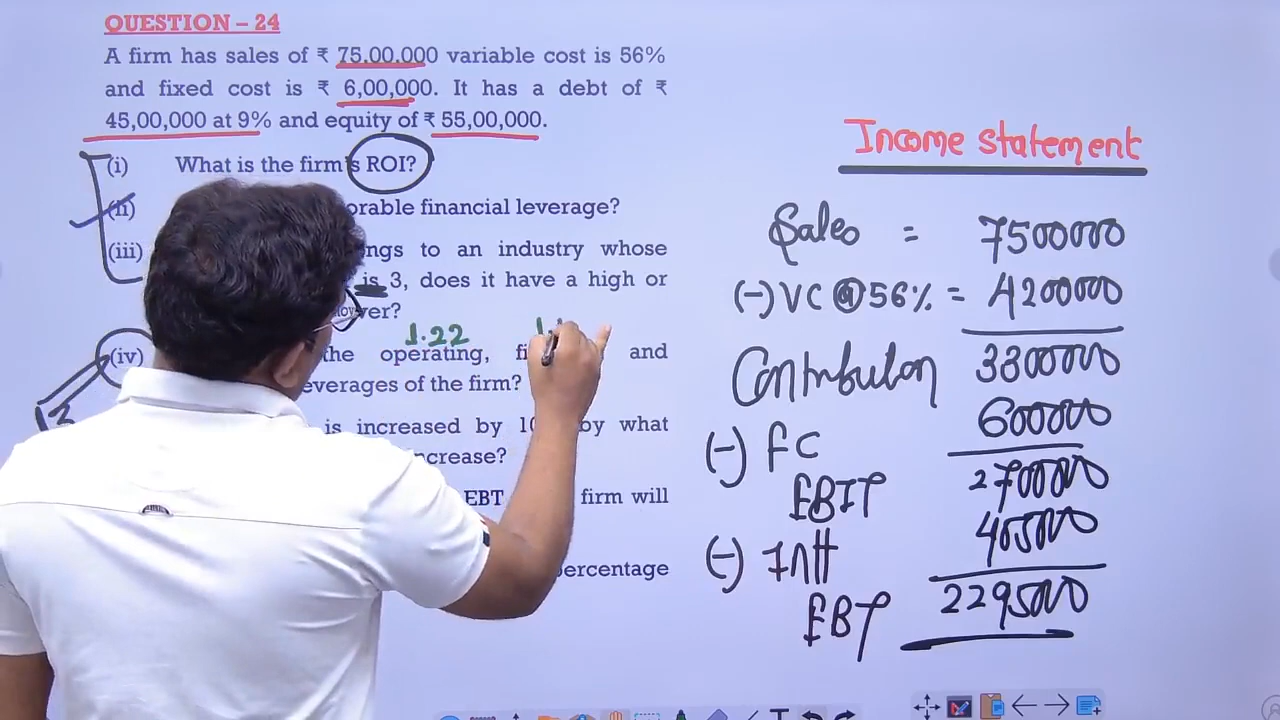 QUESTION – 24
A firm has sales of ₹ 75,00,000 variable cost is 56%
and fixed cost is ₹ 6,00,000. It has a debt of ₹
45,00,000 at 9% and equity of ₹ 55,00,000.
(i) What is the firm's ROI?
(ii) orable financial leverage?
(iii) ngs to an industry whose
is 3, does it have a high or
ver?
1.22
(iv) the operating, and
everages of the firm?
is increased by by what
ncrease?
EBT firm will
percentage
Income statement
Sales = 7500000
(-) VC @ 56% = 4200000
Contribution 3300000
600000
(-) FC
EBIT 2700000
(-) Intt 405000
EBT 2295000